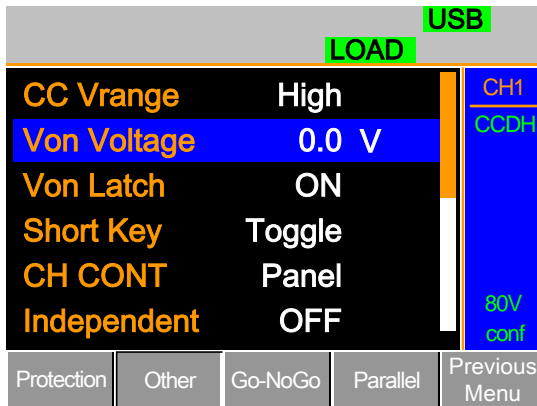 USB
LOAD
CC Vrange High
Von Voltage 0.0 V
Von Latch ON
Short Key Toggle
CH CONT Panel
Independent OFF
CH1
CCDH
80V
conf
Protection Other Go-NoGo Parallel Previous Menu